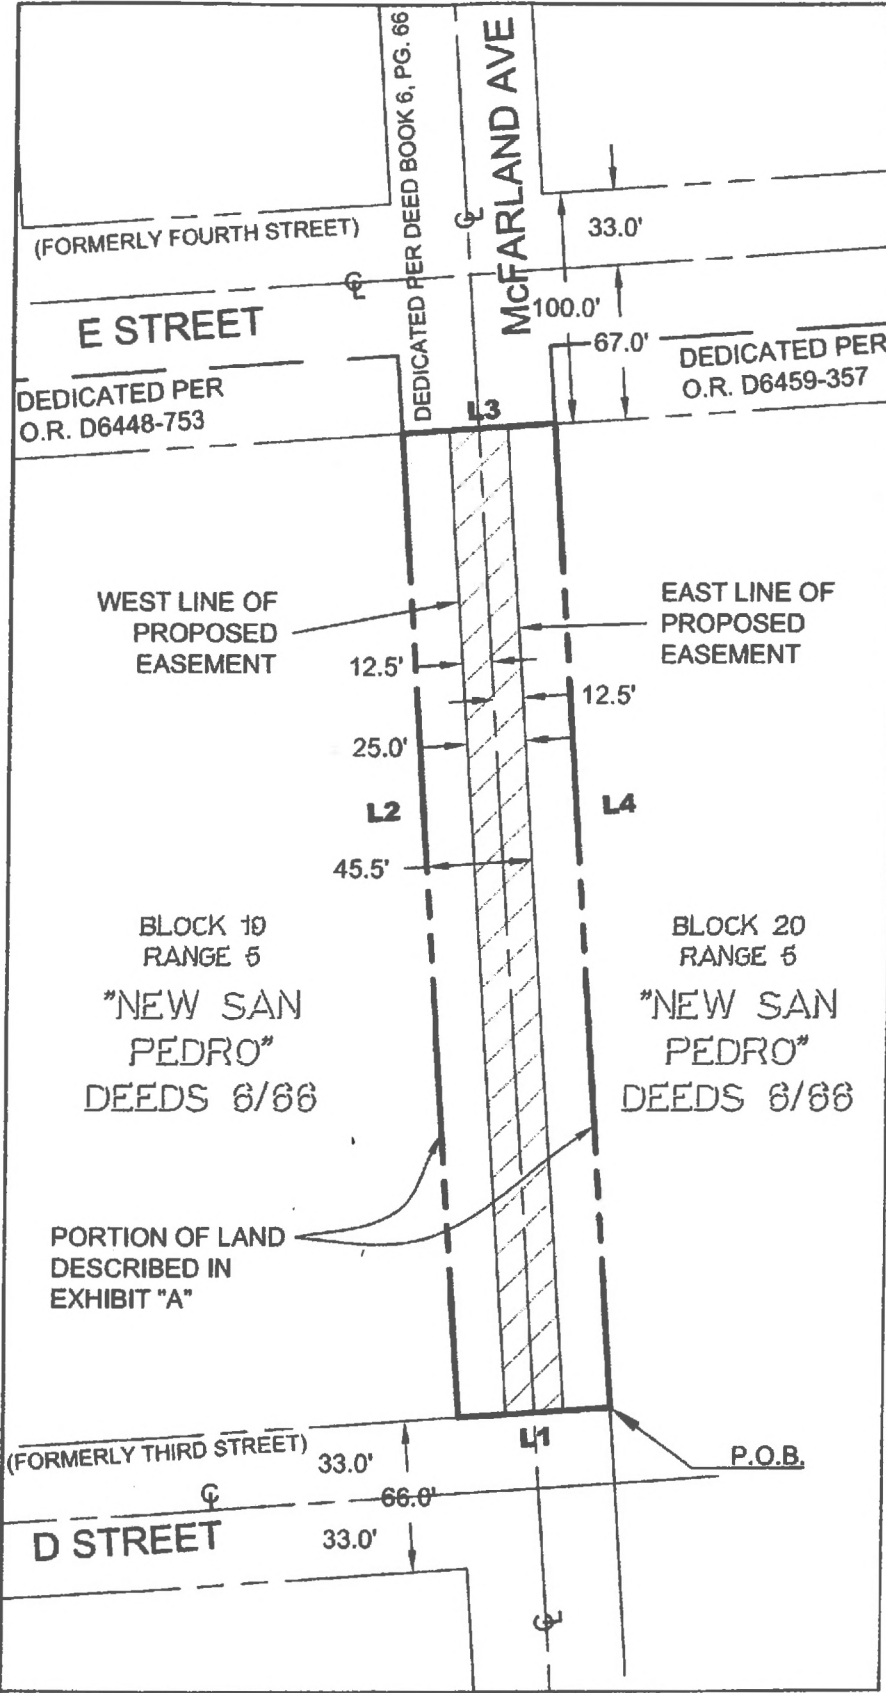 DEDICATED PER DEED BOOK 6, PG. 66
McFARLAND AVE
℄
33.0'
(FORMERLY FOURTH STREET)
℄
E STREET
100.0'
67.0'
DEDICATED PER
O.R. D6448-753
DEDICATED PER
O.R. D6459-357
L3
WEST LINE OF
PROPOSED
EASEMENT
EAST LINE OF
PROPOSED
EASEMENT
12.5'
12.5'
25.0'
L2
L4
45.5'
BLOCK 19
RANGE 5
"NEW SAN
PEDRO"
DEEDS 6/66
BLOCK 20
RANGE 5
"NEW SAN
PEDRO"
DEEDS 6/66
PORTION OF LAND
DESCRIBED IN
EXHIBIT "A"
L1
P.O.B.
(FORMERLY THIRD STREET)
33.0'
℄
66.0'
D STREET
33.0'
℄